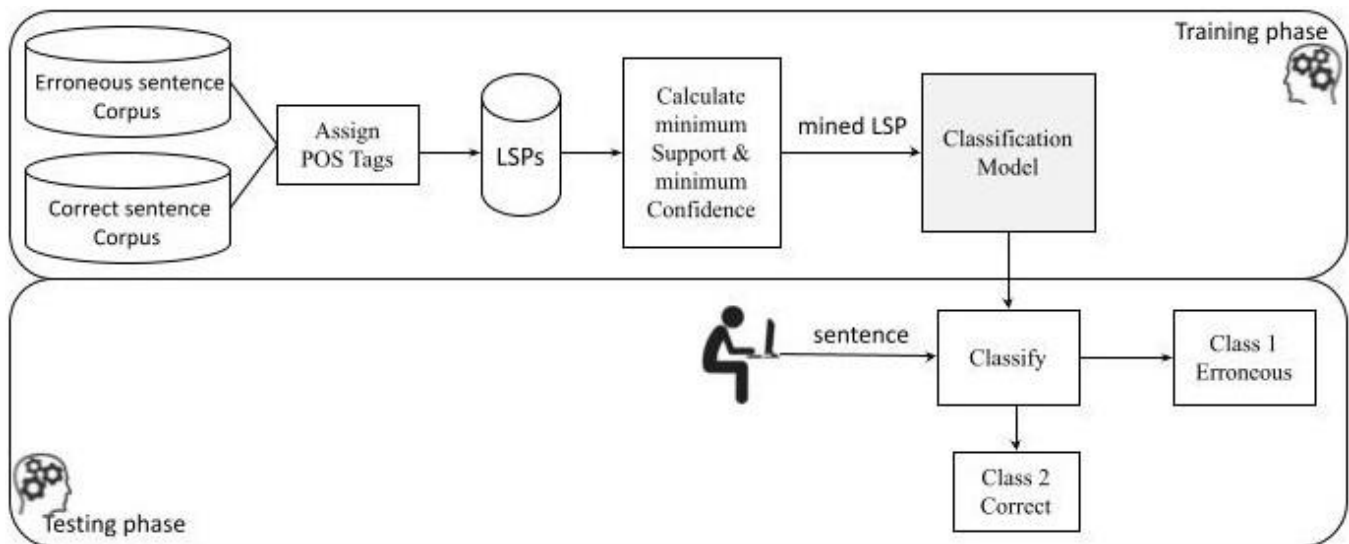 Training phase
Erroneous sentence
Corpus
Correct sentence
Corpus
Assign
POS Tags
LSPs
Calculate
minimum
Support &
minimum
Confidence
mined LSP
Classification
Model
sentence
Classify
Class 1
Erroneous
Class 2
Correct
Testing phase